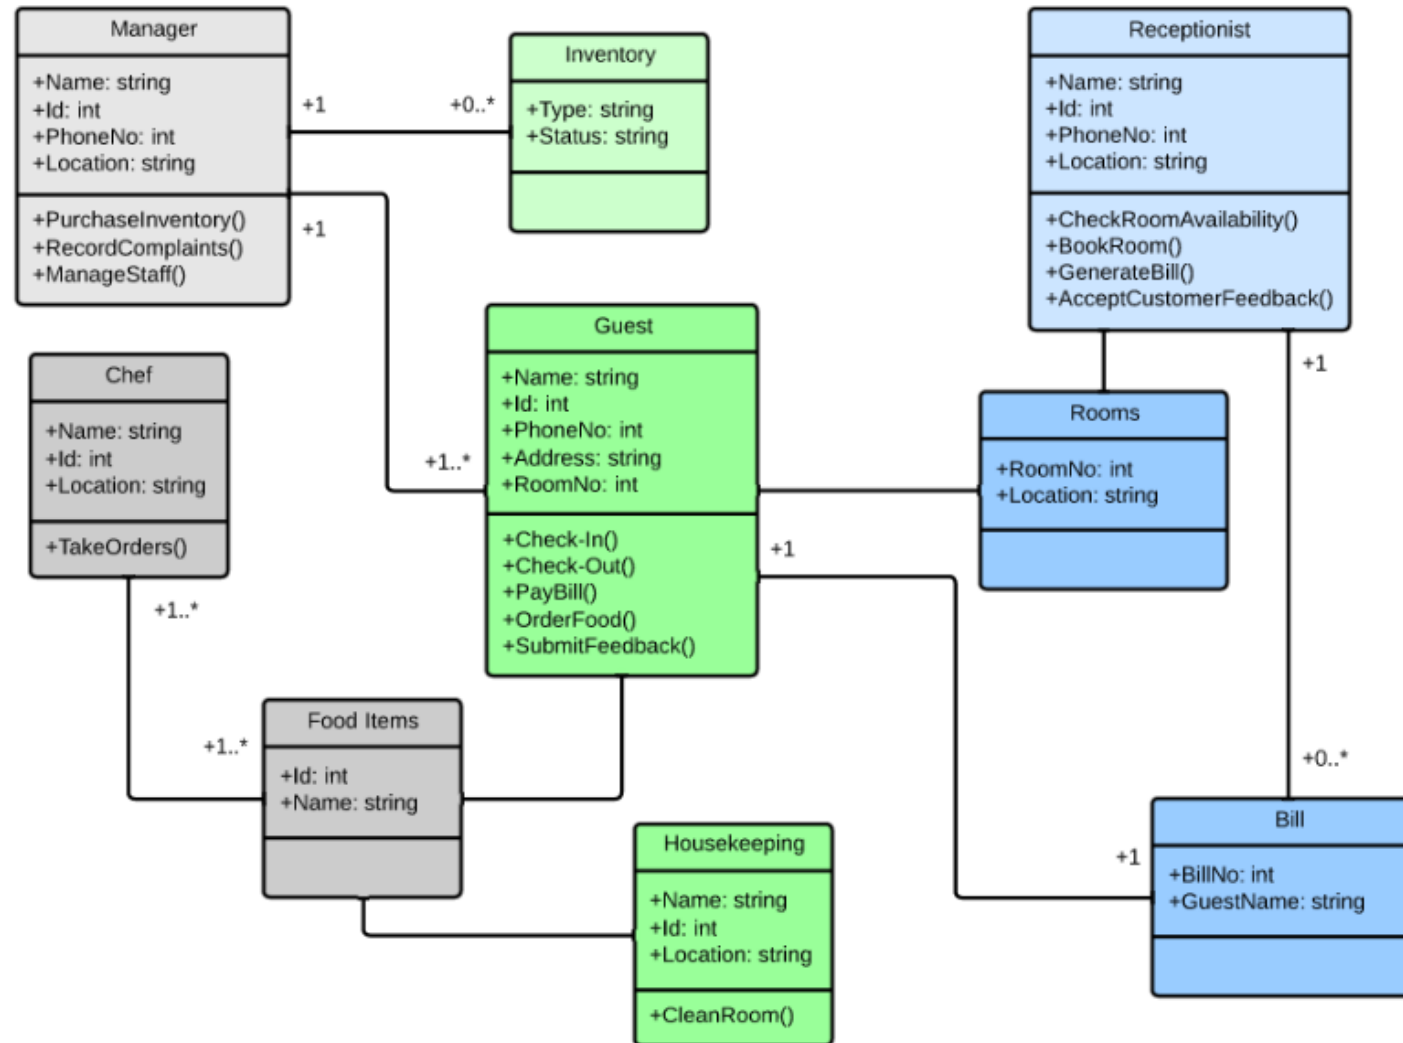 Manager
+Name: string
+Id: int
+PhoneNo: int
+Location: string
+PurchaseInventory()
+RecordComplaints()
+ManageStaff()
+1
+0..*
+1
Inventory
+Type: string
+Status: string
Receptionist
+Name: string
+Id: int
+PhoneNo: int
+Location: string
+CheckRoomAvailability()
+BookRoom()
+GenerateBill()
+AcceptCustomerFeedback()
+1
Chef
+Name: string
+Id: int
+Location: string
+TakeOrders()
+1..*
+1..*
Guest
+Name: string
+Id: int
+PhoneNo: int
+Address: string
+RoomNo: int
+Check-In()
+Check-Out()
+PayBill()
+OrderFood()
+SubmitFeedback()
+1
Rooms
+RoomNo: int
+Location: string
+1..*
Food Items
+Id: int
+Name: string
Housekeeping
+Name: string
+Id: int
+Location: string
+CleanRoom()
+0..*
+1
Bill
+BillNo: int
+GuestName: string